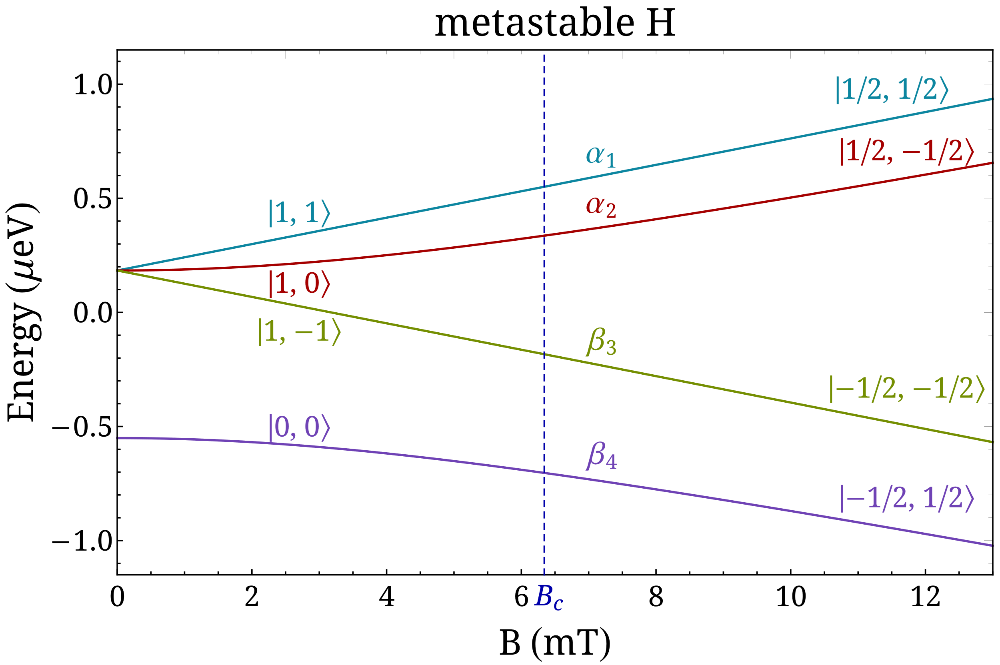 metastable H
Energy (μeV)
1.0
0.5
0.0
−0.5
−1.0
|1/2, 1/2⟩
|1/2, −1/2⟩
α1
α2
|1, 1⟩
|1, 0⟩
|1, −1⟩
β3
|−1/2, −1/2⟩
|0, 0⟩
β4
|−1/2, 1/2⟩
0 2 4 6 Bc 8 10 12
B (mT)